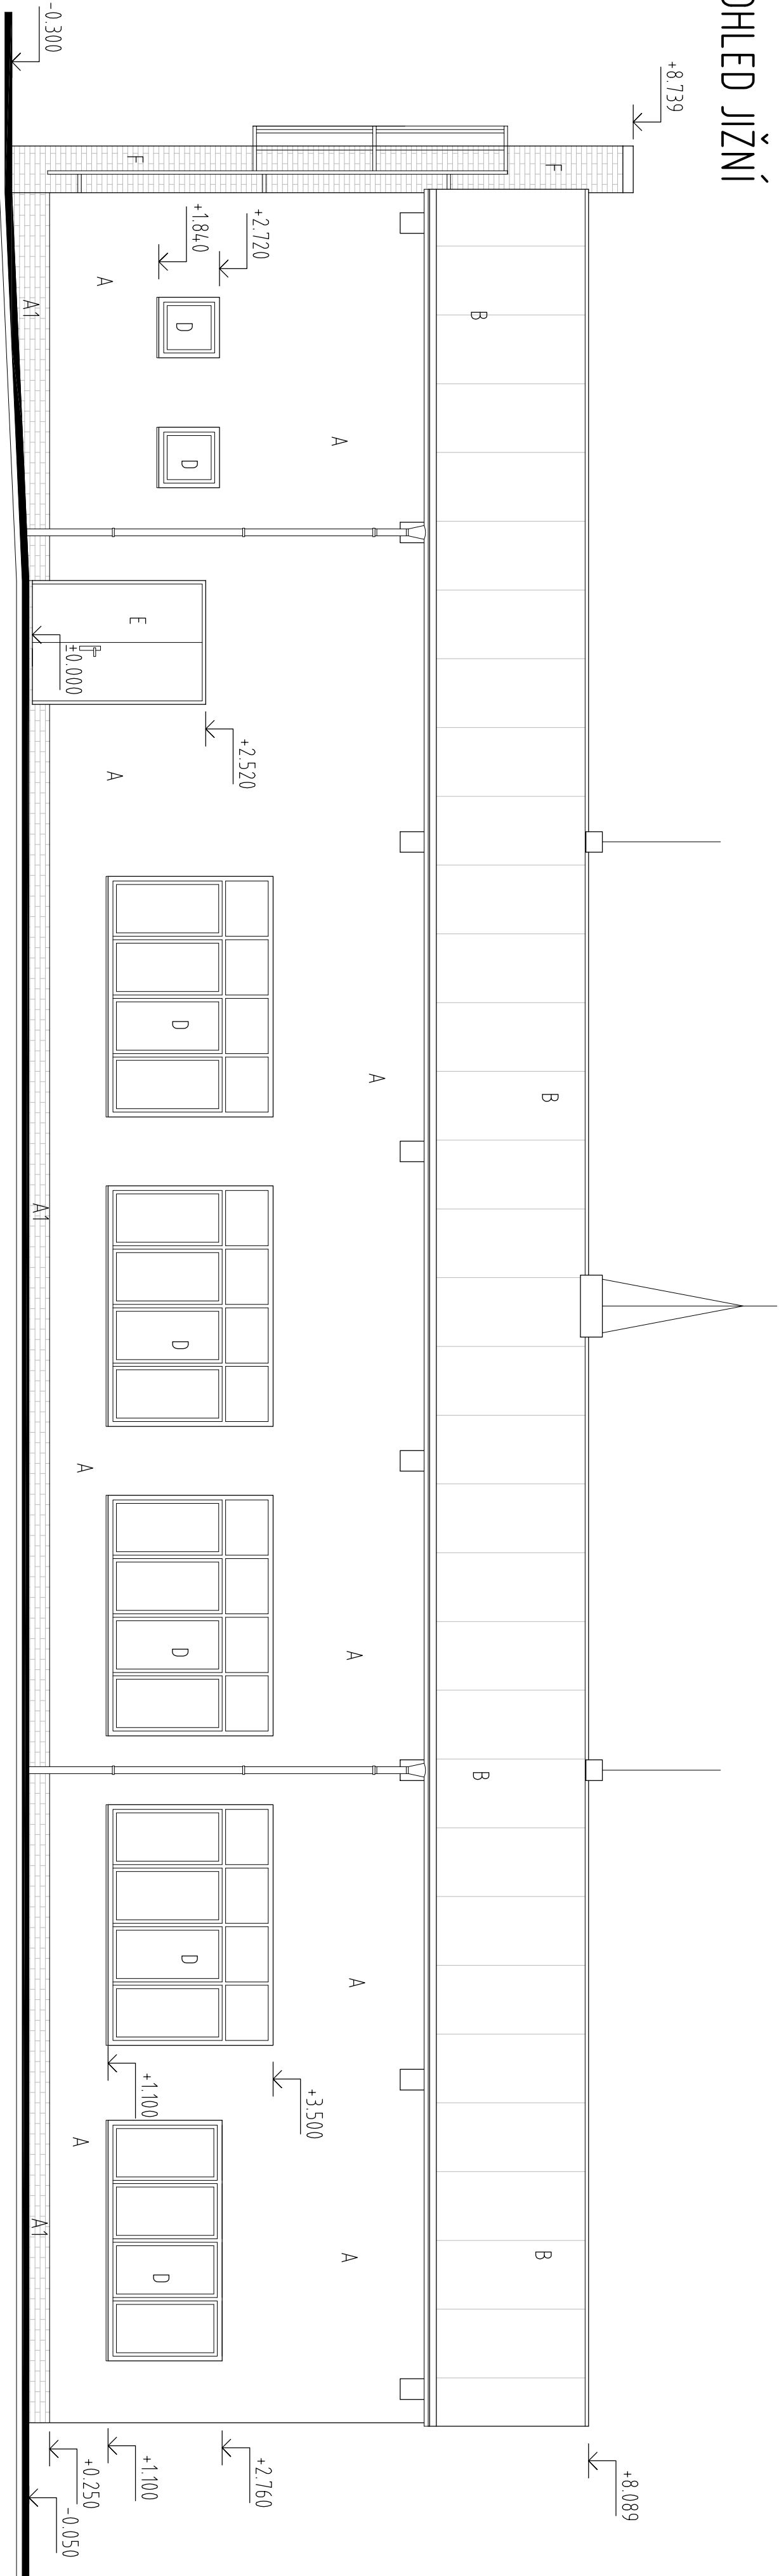 OHLED JIŽNÍ
+8.739
+8.089
F
B
B
B
B
A
A
A
A
A
+3.500
+2.720
+2.760
+2.520
+1.840
D
D
D
D
D
D
D
+1.100
+1.100
F
E
A
A
+0.250
A
A
±0.000
-0.050
-0.300
A1
A1
A1